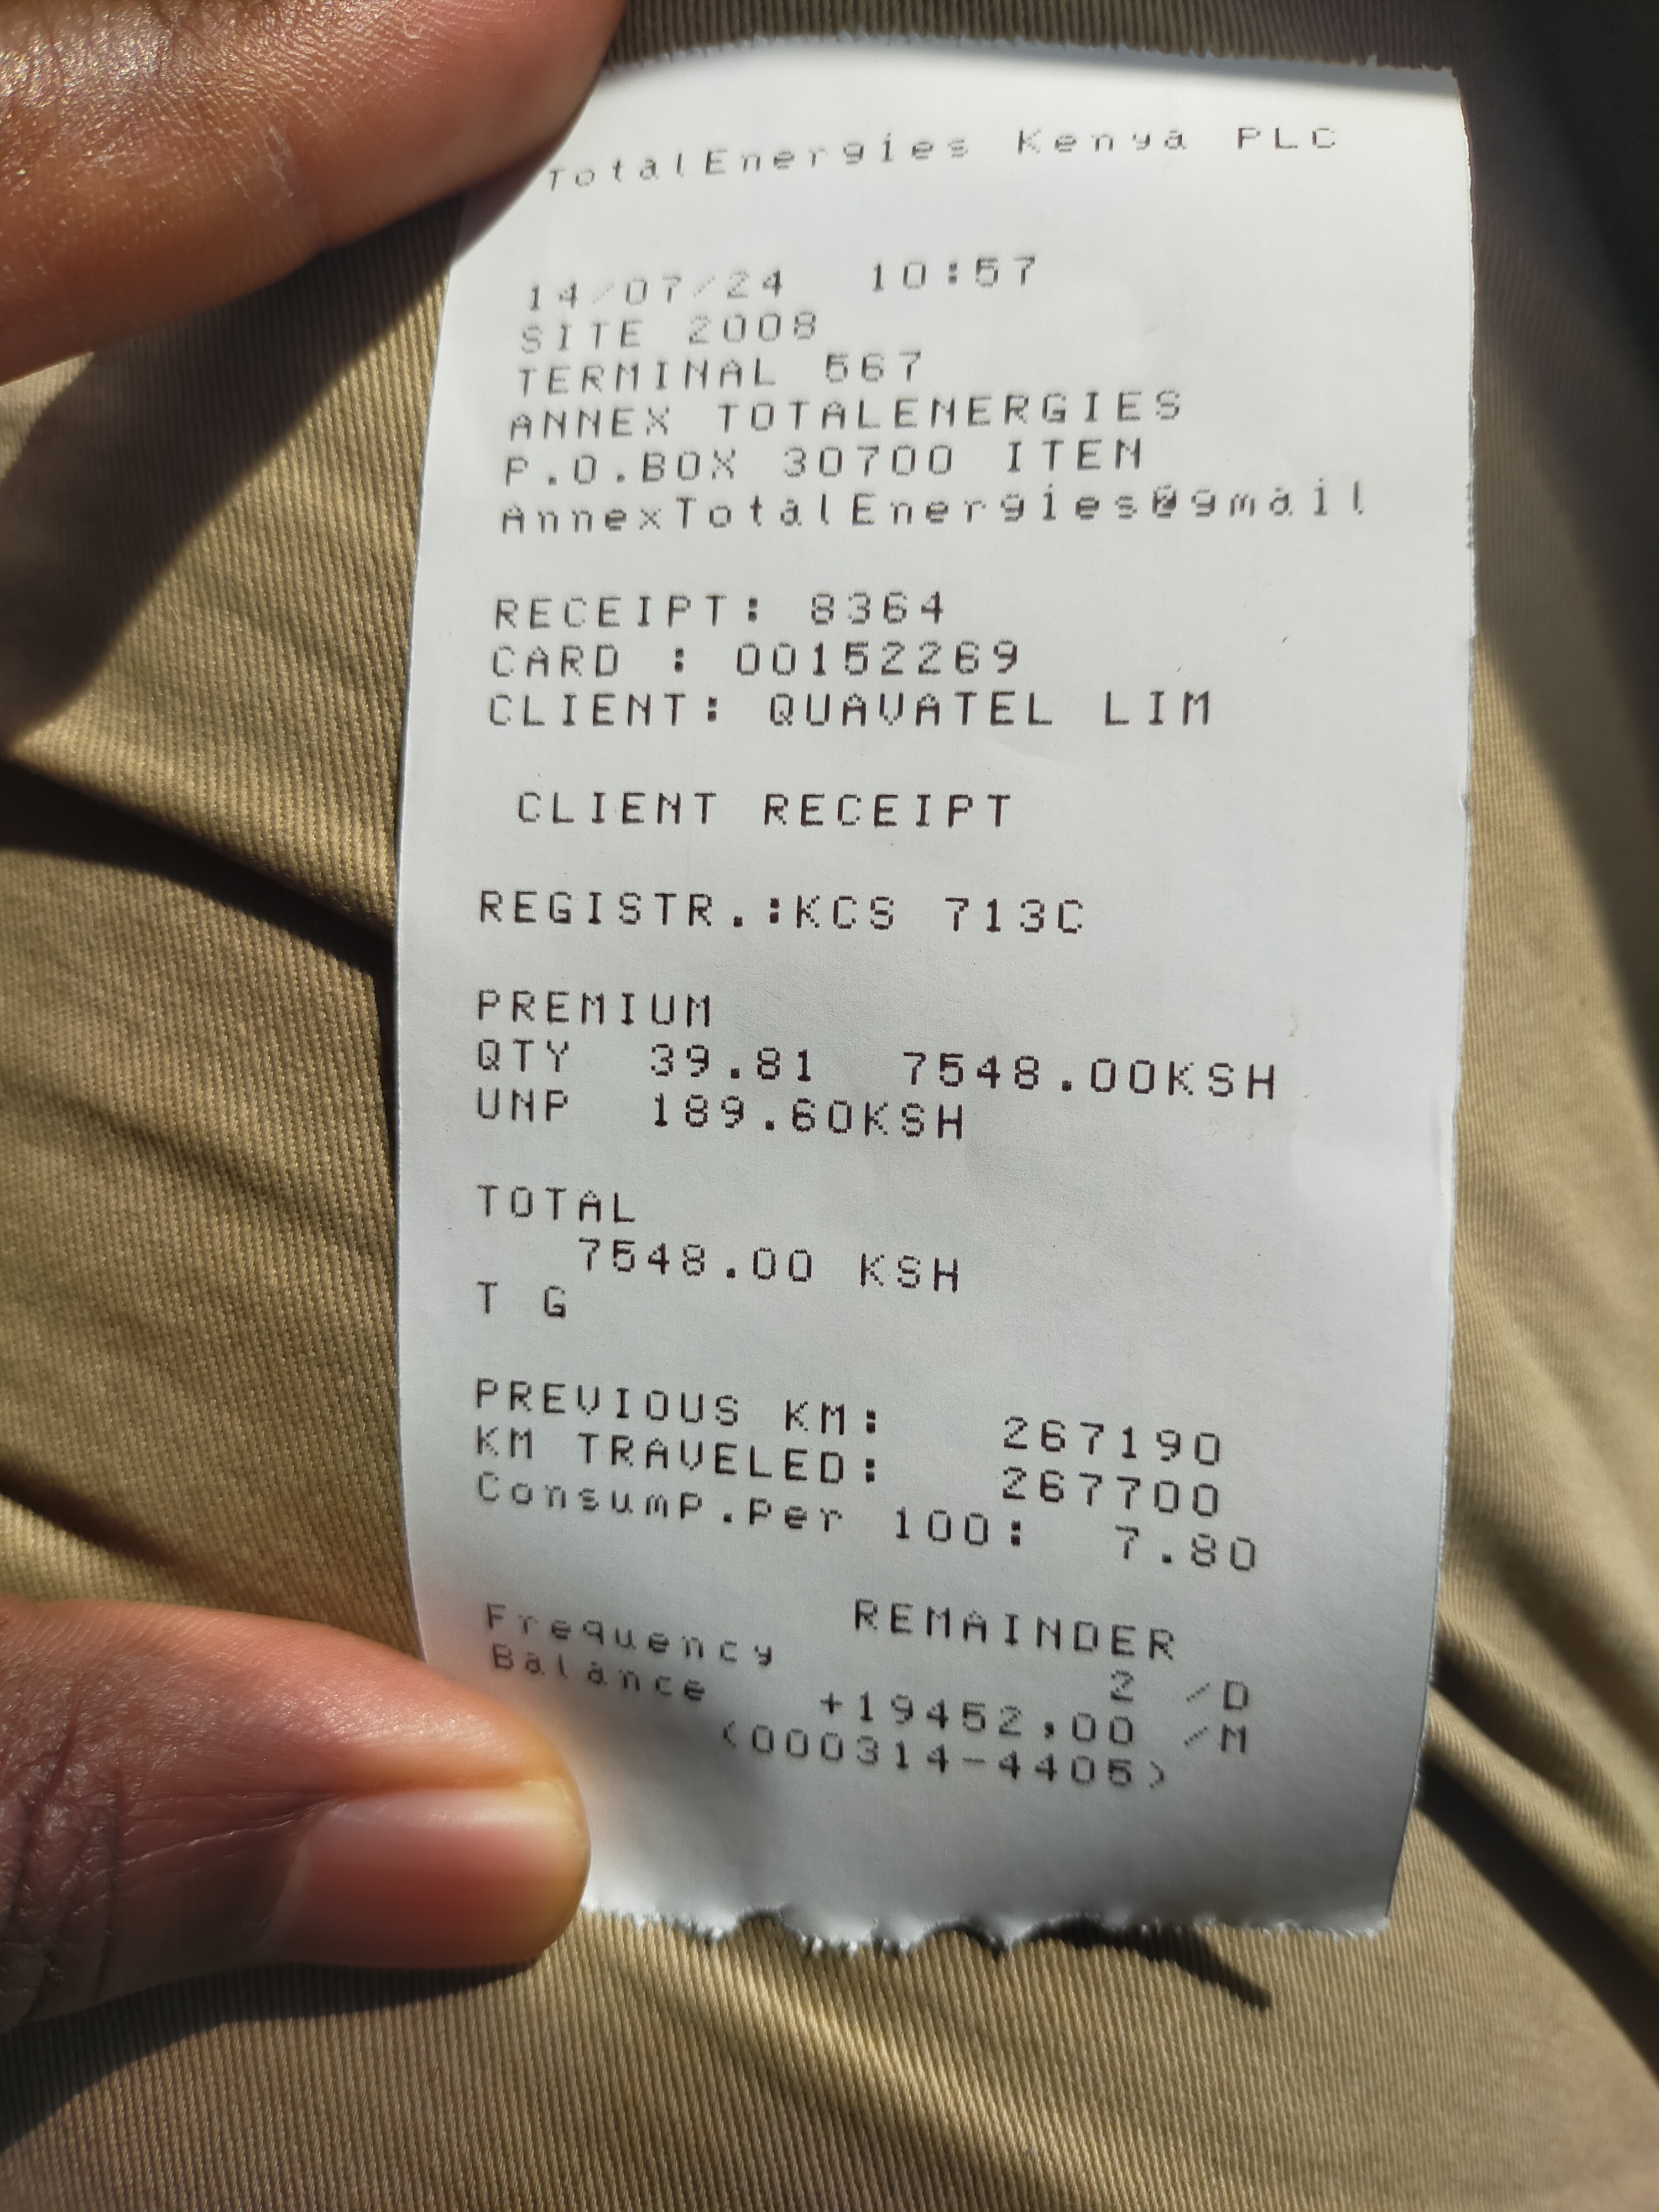 TotalEnergies Kenya PLC
14/07/24 10:57
SITE 2008
TERMINAL 567
ANNEX TOTALENERGIES
P.O.BOX 30700 ITEN
AnnexTotalEnergies@gmail
RECEIPT: 8364
CARD : 00152269
CLIENT: QUAVATEL LIM
CLIENT RECEIPT
REGISTR.:KCS 713C
PREMIUM
QTY 39.81 7548.00KSH
UNP 189.60KSH
TOTAL
7548.00 KSH
T G
PREVIOUS KM: 267190
KM TRAVELED: 267700
Consump.Per 100: 7.80
REMAINDER
Frequency 2 /D
Balance +19452,00 /M
<000314-4405>